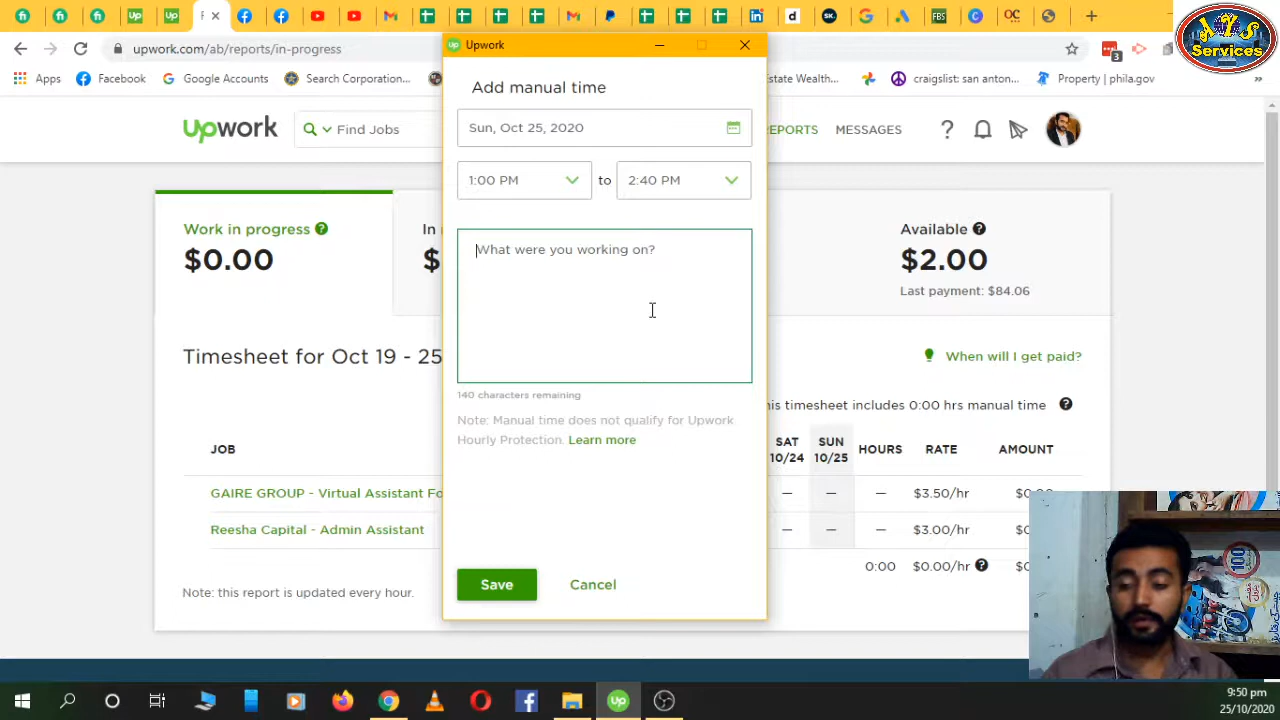 Upwork
AYS
Services
upwork.com/ab/reports/in-progress
3
Apps
Facebook
Google Accounts
Search Corporation...
Estate Wealth...
craigslist: san anton...
Property | phila.gov
»
Add manual time
Sun, Oct 25, 2020
1:00 PM
to
2:40 PM
What were you working on?
140 characters remaining
Note: Manual time does not qualify for Upwork
Hourly Protection. Learn more
Save
Cancel
upwork
Find Jobs
EPORTS
MESSAGES
?
Work in progress ?
$0.00
In
$
Available ?
$2.00
Last payment: $84.06
Timesheet for Oct 19 - 25
When will I get paid?
his timesheet includes 0:00 hrs manual time ?
JOB
SAT
10/24
SUN
10/25
HOURS
RATE
AMOUNT
GAIRE GROUP - Virtual Assistant Fo
— — —
$3.50/hr
Reesha Capital - Admin Assistant
— — —
$3.00/hr
0:00
$0.00/hr ?
Note: this report is updated every hour.
9:50 pm
25/10/2020